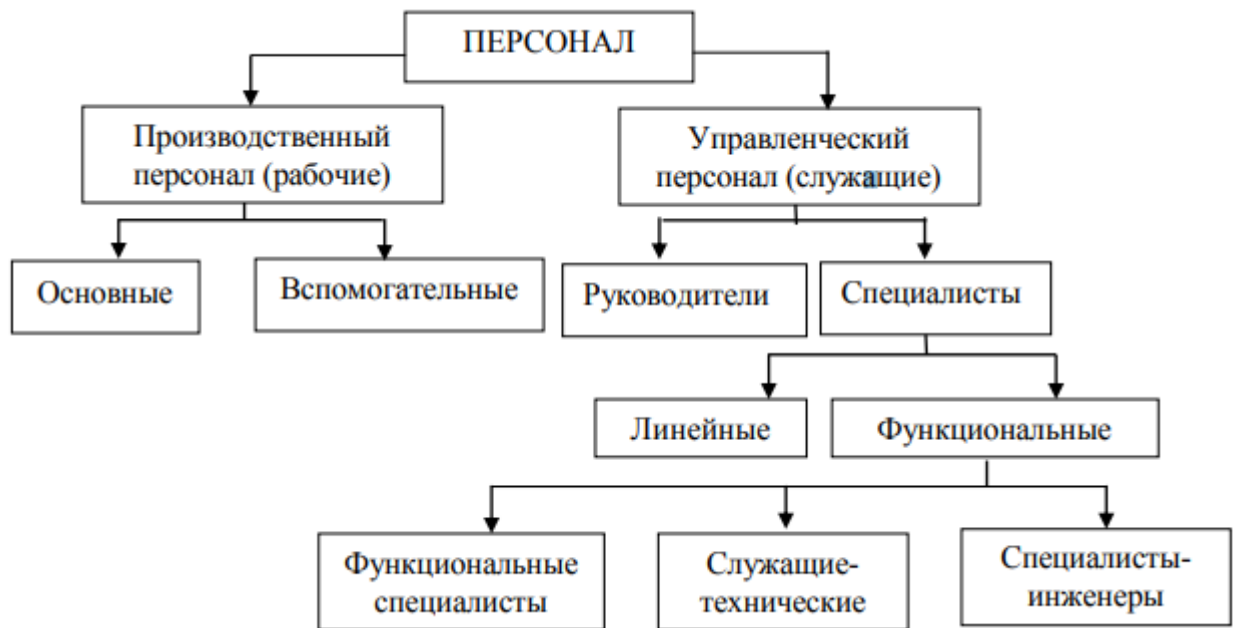 ПЕРСОНАЛ
Производственный
персонал (рабочие)
Управленческий
персонал (служащие)
Основные
Вспомогательные
Руководители
Специалисты
Линейные
Функциональные
Функциональные
специалисты
Служащие-
технические
Специалисты-
инженеры